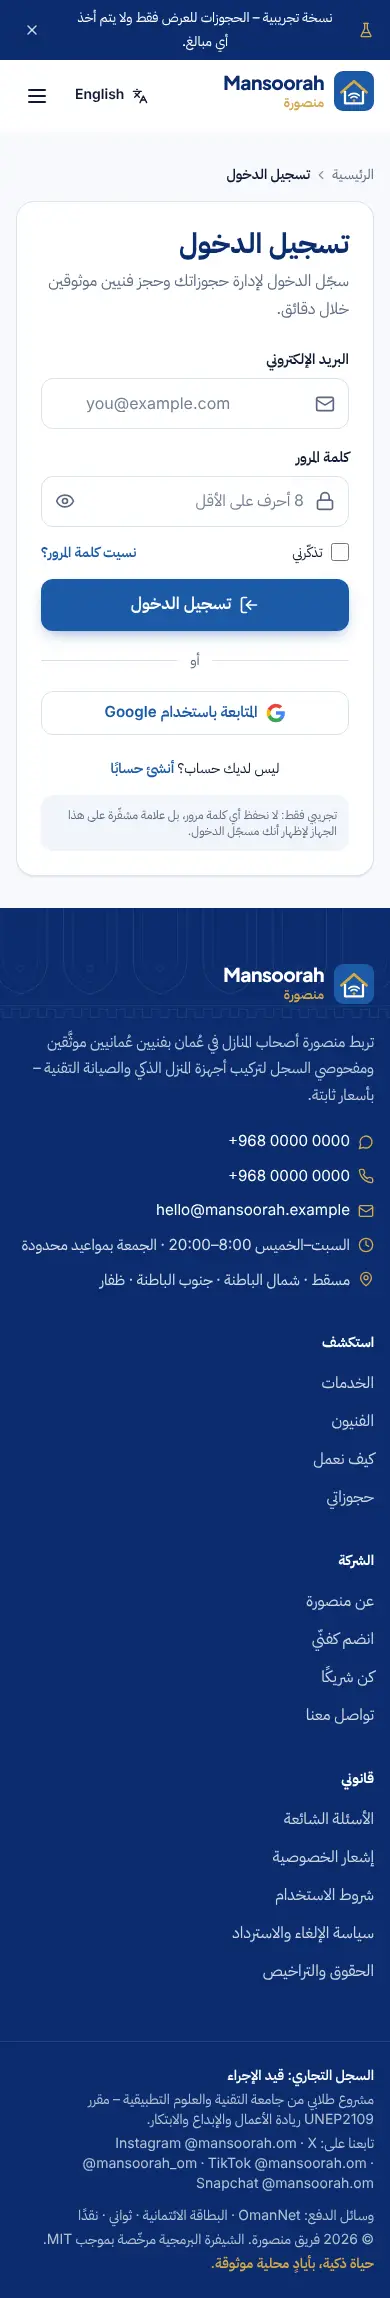 نسخة تجريبية – الحجوزات للعرض فقط ولا يتم أخذ
أي مبالغ.
Mansoorah
منصورة
English
الرئيسية › تسجيل الدخول
تسجيل الدخول
سجّل الدخول لإدارة حجوزاتك وحجز فنيين موثوقين
خلال دقائق.
البريد الإلكتروني
you@example.com
كلمة المرور
8 أحرف على الأقل
تذكّرني
نسيت كلمة المرور؟
تسجيل الدخول
أو
المتابعة باستخدام Google
ليس لديك حساب؟ أنشئ حسابًا
تجريبي فقط: لا نحفظ أي كلمة مرور، بل علامة مشفّرة على هذا
الجهاز لإظهار أنك مسجّل الدخول.
Mansoorah
منصورة
تربط منصورة أصحاب المنازل في عُمان بفنيين عُمانيين موثَّقين
ومفحوصي السجل لتركيب أجهزة المنزل الذكي والصيانة التقنية –
بأسعار ثابتة.
+968 0000 0000
+968 0000 0000
hello@mansoorah.example
السبت–الخميس 8:00–20:00 · الجمعة بمواعيد محدودة
مسقط · شمال الباطنة · جنوب الباطنة · ظفار
استكشف
الخدمات
الفنيون
كيف نعمل
حجوزاتي
الشركة
عن منصورة
انضم كفنّي
كن شريكًا
تواصل معنا
قانوني
الأسئلة الشائعة
إشعار الخصوصية
شروط الاستخدام
سياسة الإلغاء والاسترداد
الحقوق والتراخيص
السجل التجاري: قيد الإجراء
مشروع طلابي من جامعة التقنية والعلوم التطبيقية – مقرر
UNEP2109 ريادة الأعمال والإبداع والابتكار.
تابعنا على: Instagram @mansoorah.om · X
@mansoorah_om · TikTok @mansoorah.om ·
Snapchat @mansoorah.om
وسائل الدفع: OmanNet · البطاقة الائتمانية · ثواني · نقدًا
© 2026 فريق منصورة. الشيفرة البرمجية مرخّصة بموجب MIT.
حياة ذكية، بأيادٍ محلية موثوقة.